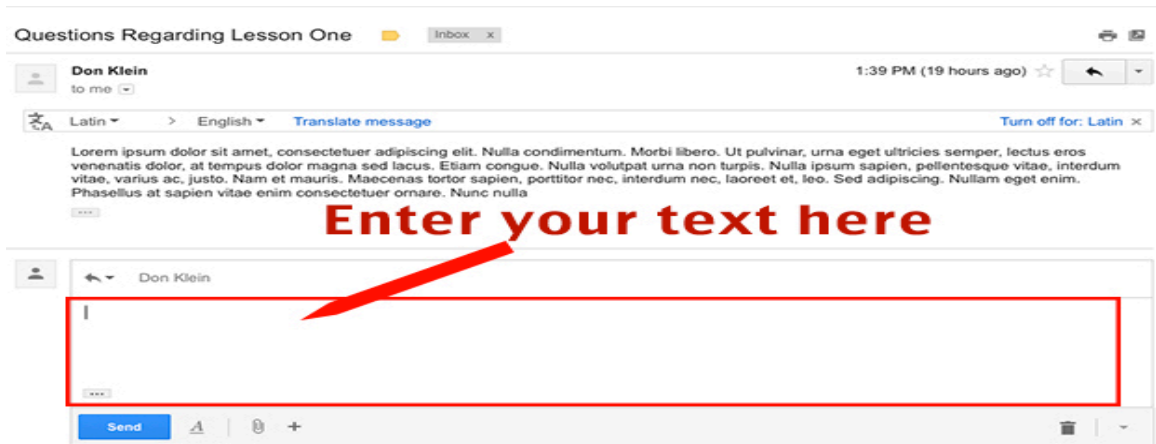 Questions Regarding Lesson One Inbox x
Don Klein 1:39 PM (19 hours ago)
to me
Latin > English Translate message Turn off for: Latin ×
Lorem ipsum dolor sit amet, consectetuer adipiscing elit. Nulla condimentum. Morbi libero. Ut pulvinar, urna eget ultricies semper, lectus eros
venenatis dolor, at tempus dolor magna sed lacus. Etiam congue. Nulla volutpat urna non turpis. Nulla ipsum sapien, pellentesque vitae, interdum
vitae, varius ac, justo. Nam et mauris. Maecenas tortor sapien, porttitor nec, interdum nec, laoreet et, leo. Sed adipiscing. Nullam eget enim.
Phasellus at sapien vitae enim consectetuer ornare. Nunc nulla
Enter your text here
Don Klein
Send A